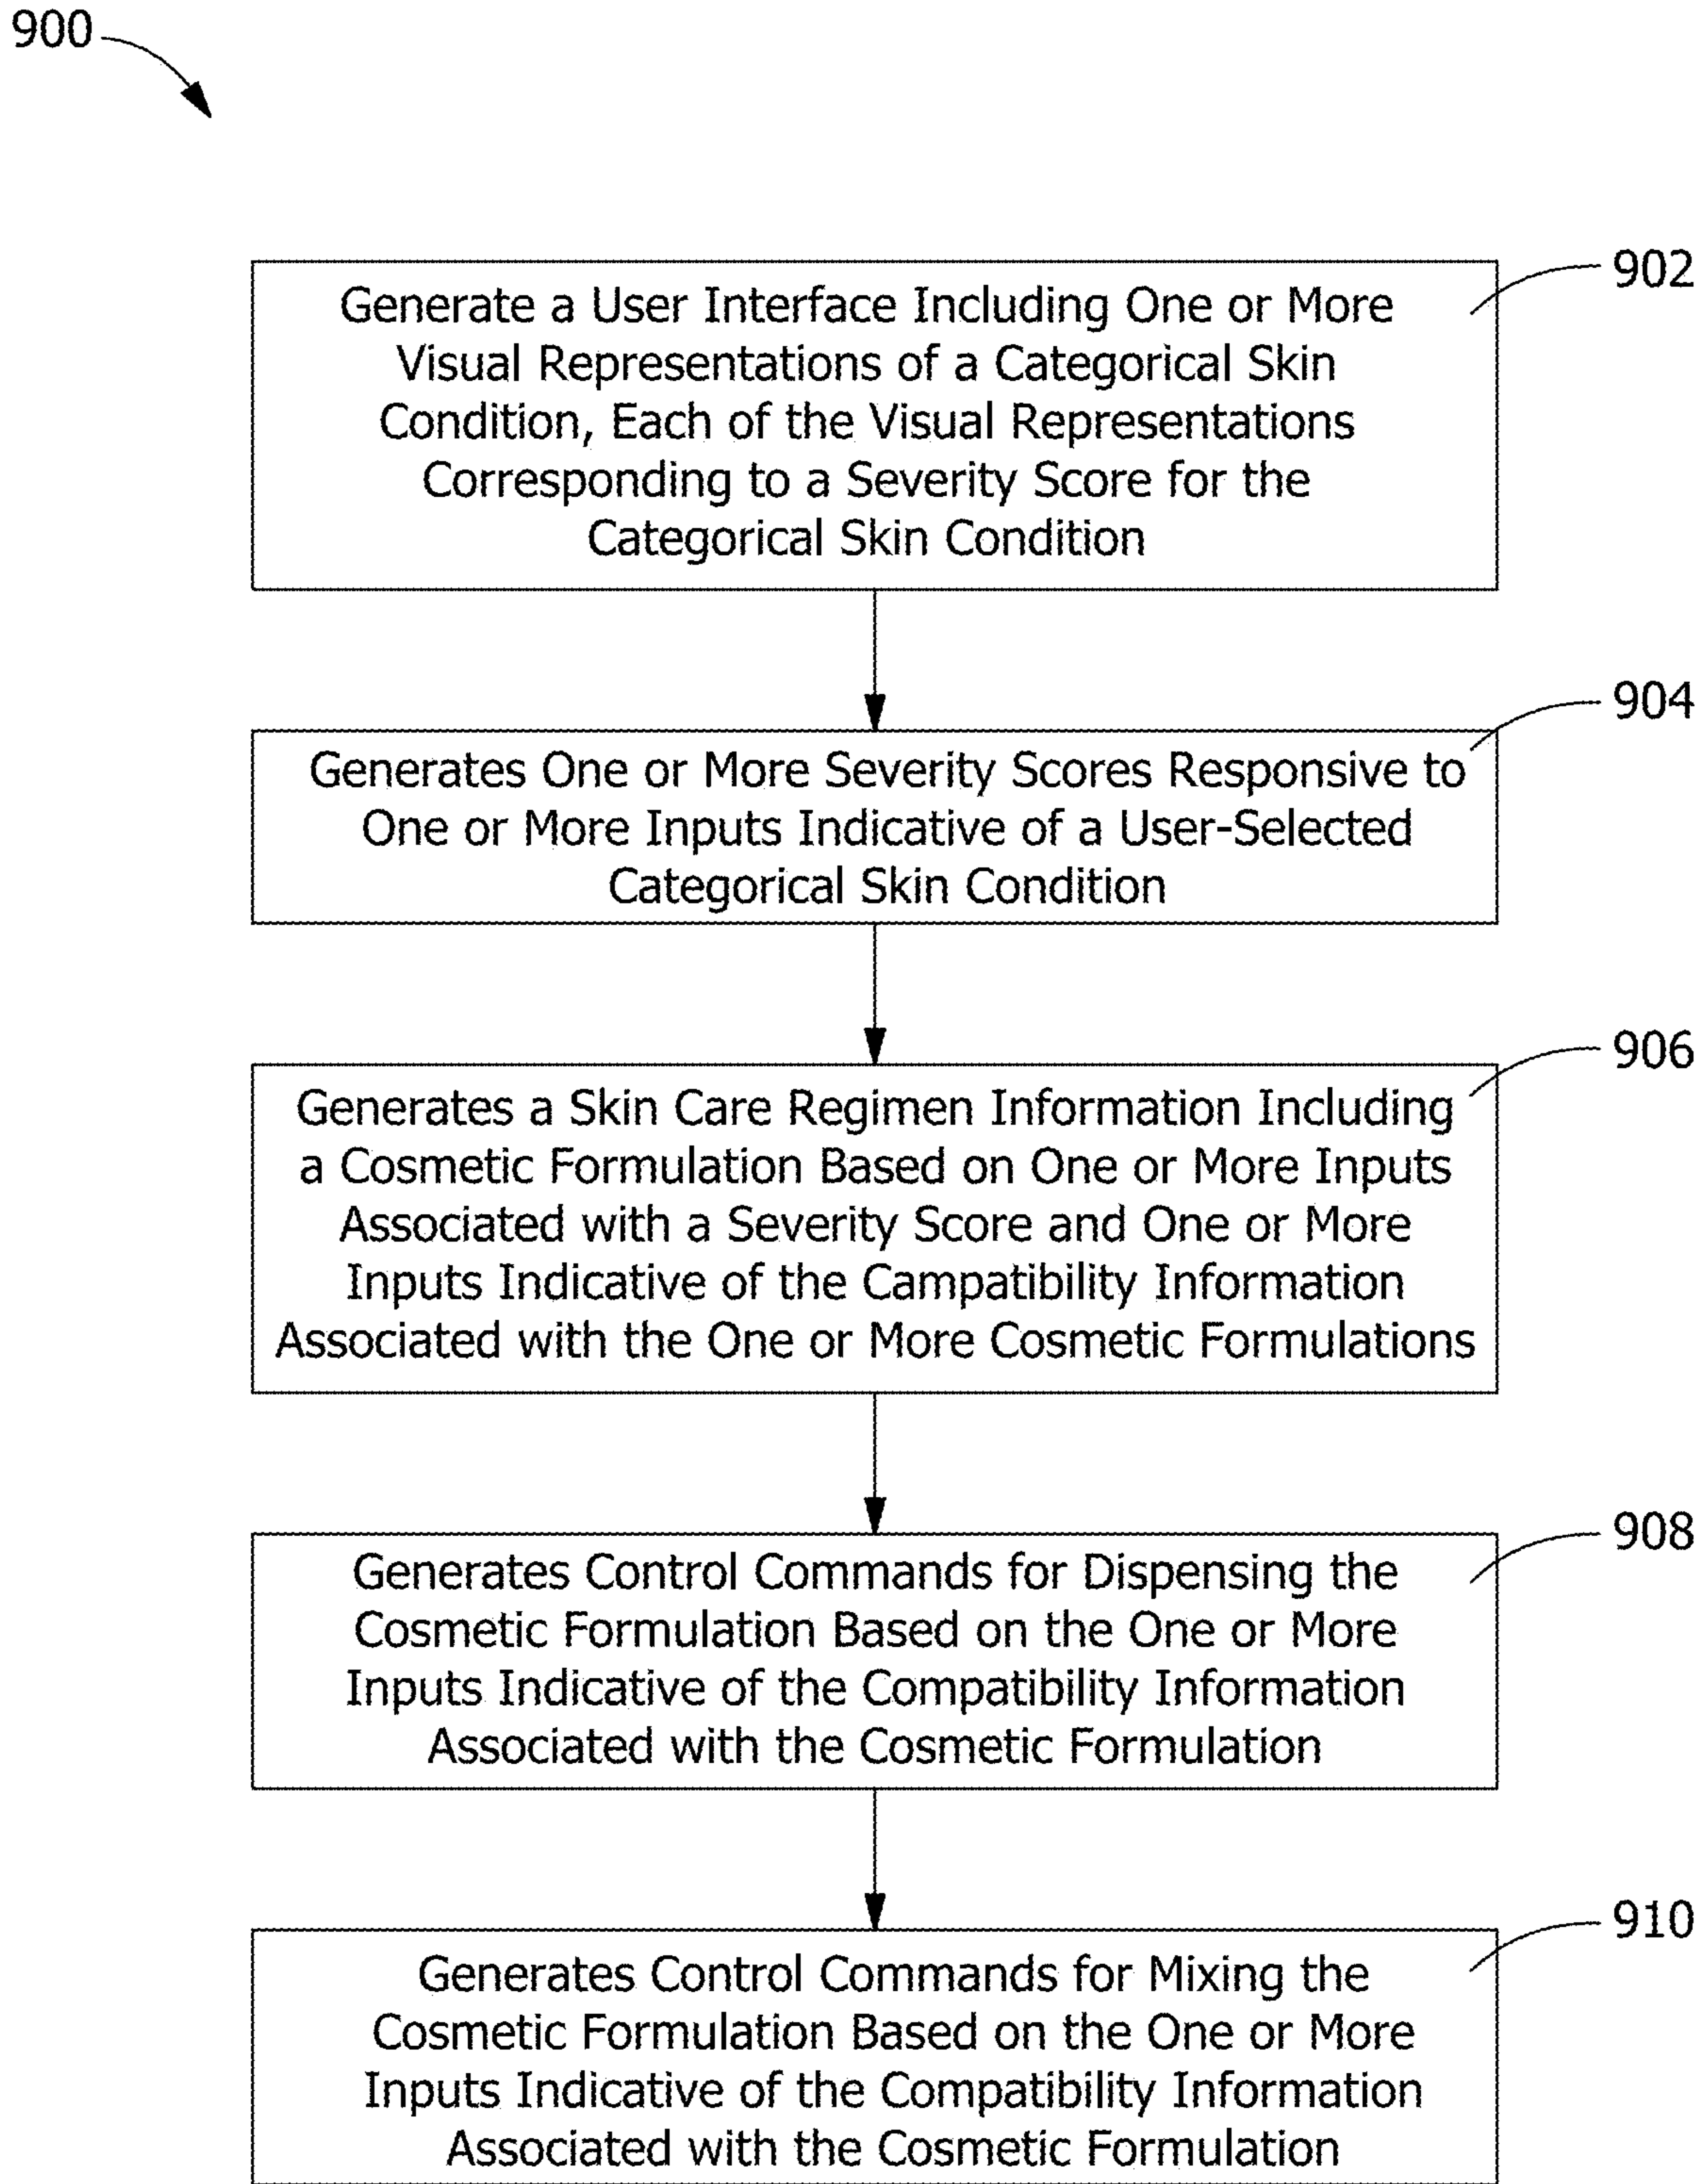 900
902
Generate a User Interface Including One or More
Visual Representations of a Categorical Skin
Condition, Each of the Visual Representations
Corresponding to a Severity Score for the
Categorical Skin Condition
904
Generates One or More Severity Scores Responsive to
One or More Inputs Indicative of a User-Selected
Categorical Skin Condition
906
Generates a Skin Care Regimen Information Including
a Cosmetic Formulation Based on One or More Inputs
Associated with a Severity Score and One or More
Inputs Indicative of the Campatibility Information
Associated with the One or More Cosmetic Formulations
908
Generates Control Commands for Dispensing the
Cosmetic Formulation Based on the One or More
Inputs Indicative of the Compatibility Information
Associated with the Cosmetic Formulation
910
Generates Control Commands for Mixing the
Cosmetic Formulation Based on the One or More
Inputs Indicative of the Compatibility Information
Associated with the Cosmetic Formulation